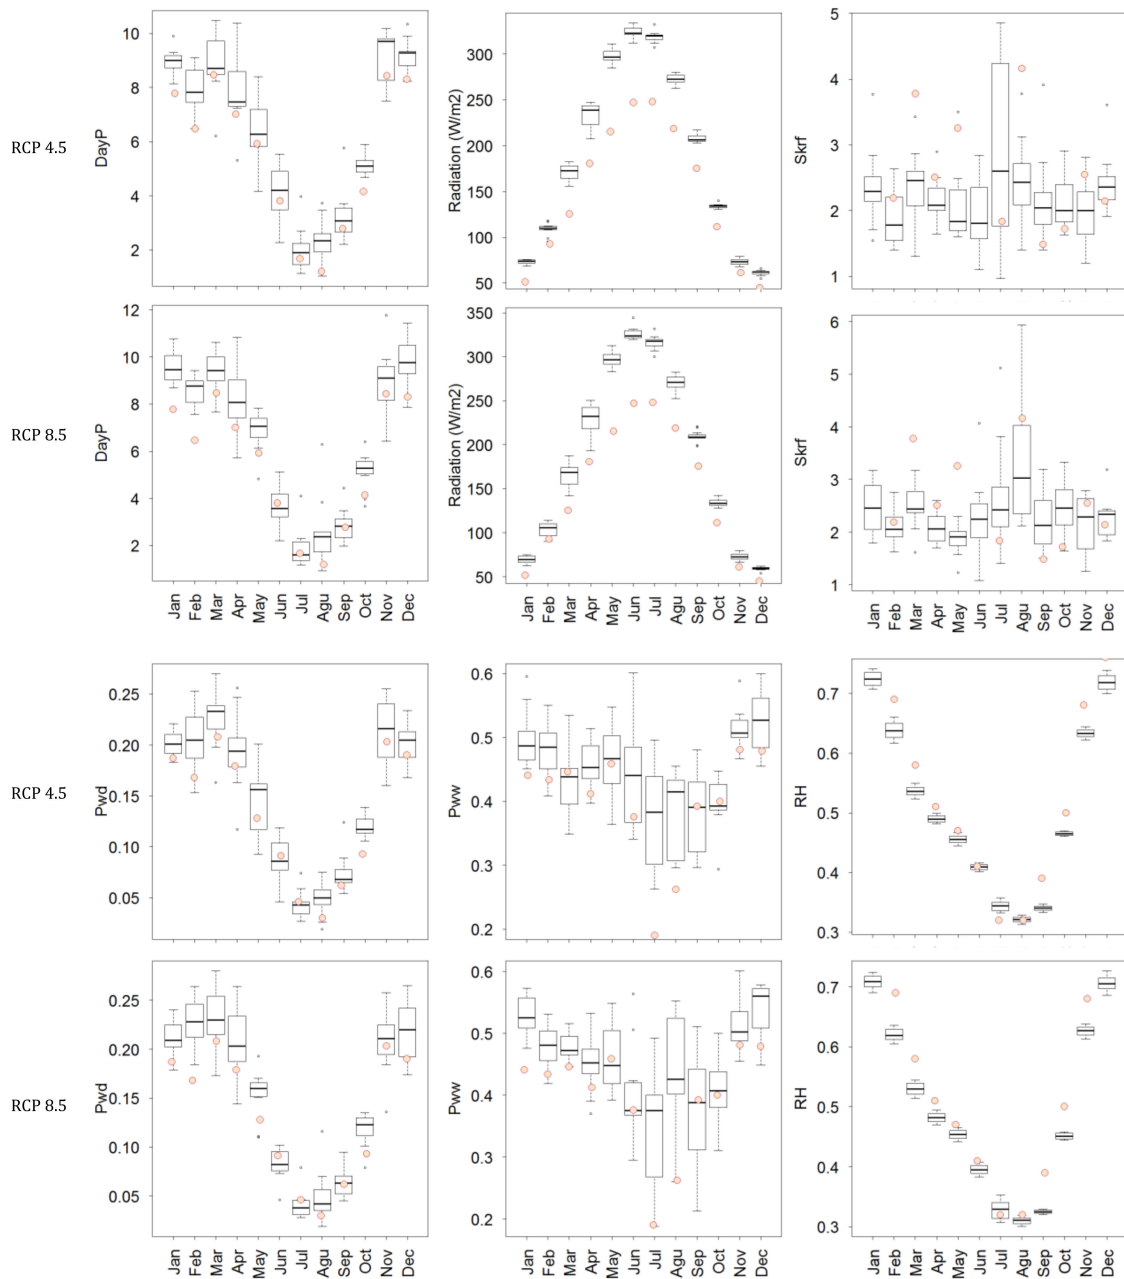 RCP 4.5
DayP
10
8
6
4
2
Radiation (W/m2)
300
250
200
150
100
50
Skrf
5
4
3
2
1
RCP 8.5
DayP
12
10
8
6
4
2
Jan Feb Mar Apr May Jun Jul Agu Sep Oct Nov Dec
Radiation (W/m2)
350
300
250
200
150
100
50
Jan Feb Mar Apr May Jun Jul Agu Sep Oct Nov Dec
Skrf
6
5
4
3
2
1
Jan Feb Mar Apr May Jun Jul Agu Sep Oct Nov Dec
RCP 4.5
Pwd
0.25
0.20
0.15
0.10
0.05
Pww
0.6
0.5
0.4
0.3
0.2
RH
0.7
0.6
0.5
0.4
0.3
RCP 8.5
Pwd
0.25
0.20
0.15
0.10
0.05
Jan Feb Mar Apr May Jun Jul Agu Sep Oct Nov Dec
Pww
0.6
0.5
0.4
0.3
0.2
Jan Feb Mar Apr May Jun Jul Agu Sep Oct Nov Dec
RH
0.7
0.6
0.5
0.4
0.3
Jan Feb Mar Apr May Jun Jul Agu Sep Oct Nov Dec